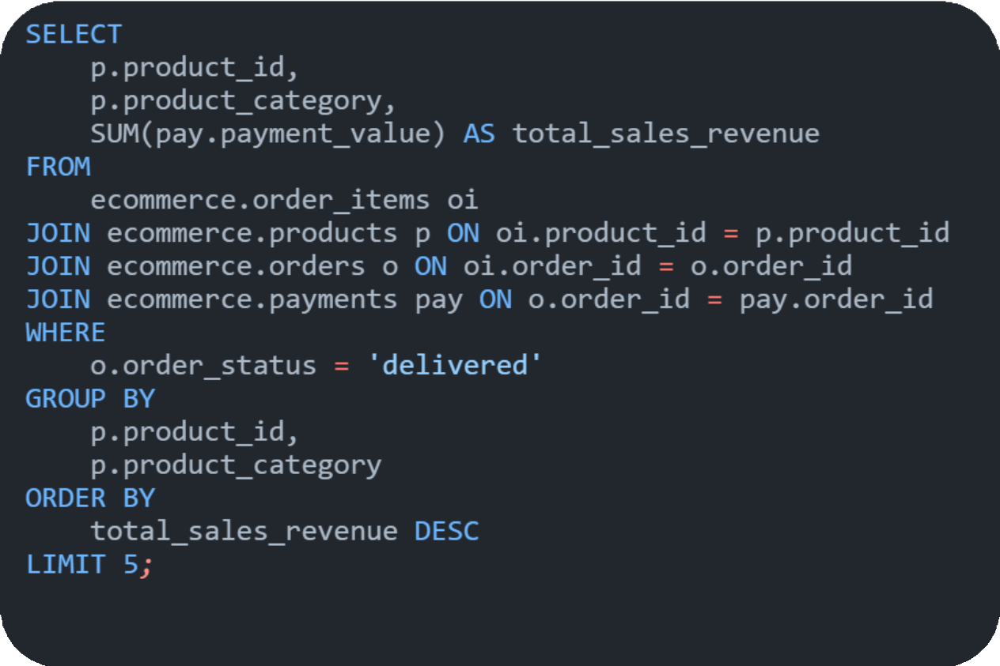 SELECT
    p.product_id,
    p.product_category,
    SUM(pay.payment_value) AS total_sales_revenue
FROM
    ecommerce.order_items oi
JOIN ecommerce.products p ON oi.product_id = p.product_id
JOIN ecommerce.orders o ON oi.order_id = o.order_id
JOIN ecommerce.payments pay ON o.order_id = pay.order_id
WHERE
    o.order_status = 'delivered'
GROUP BY
    p.product_id,
    p.product_category
ORDER BY
    total_sales_revenue DESC
LIMIT 5;